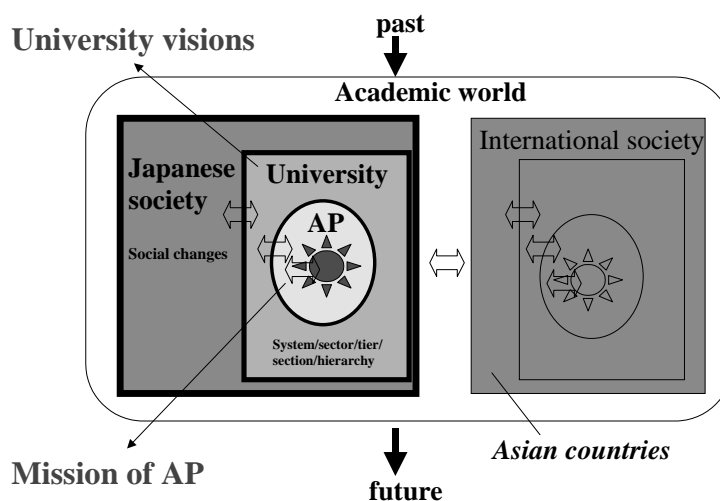 past
University visions
Academic world
Japanese
society
Social changes
University
AP
System/sector/tier/
section/hierarchy
International society
Asian countries
Mission of AP
future